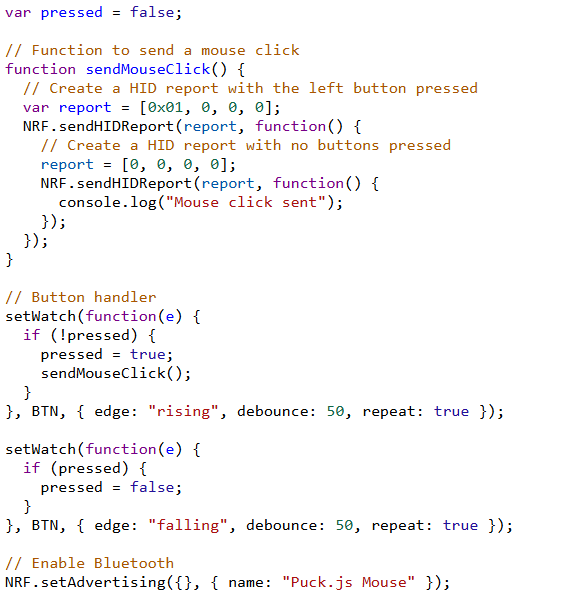 var pressed = false;

// Function to send a mouse click
function sendMouseClick() {
  // Create a HID report with the left button pressed
  var report = [0x01, 0, 0, 0];
  NRF.sendHIDReport(report, function() {
    // Create a HID report with no buttons pressed
    report = [0, 0, 0, 0];
    NRF.sendHIDReport(report, function() {
      console.log("Mouse click sent");
    });
  });
}

// Button handler
setWatch(function(e) {
  if (!pressed) {
    pressed = true;
    sendMouseClick();
  }
}, BTN, { edge: "rising", debounce: 50, repeat: true });

setWatch(function(e) {
  if (pressed) {
    pressed = false;
  }
}, BTN, { edge: "falling", debounce: 50, repeat: true });

// Enable Bluetooth
NRF.setAdvertising({}, { name: "Puck.js Mouse" });